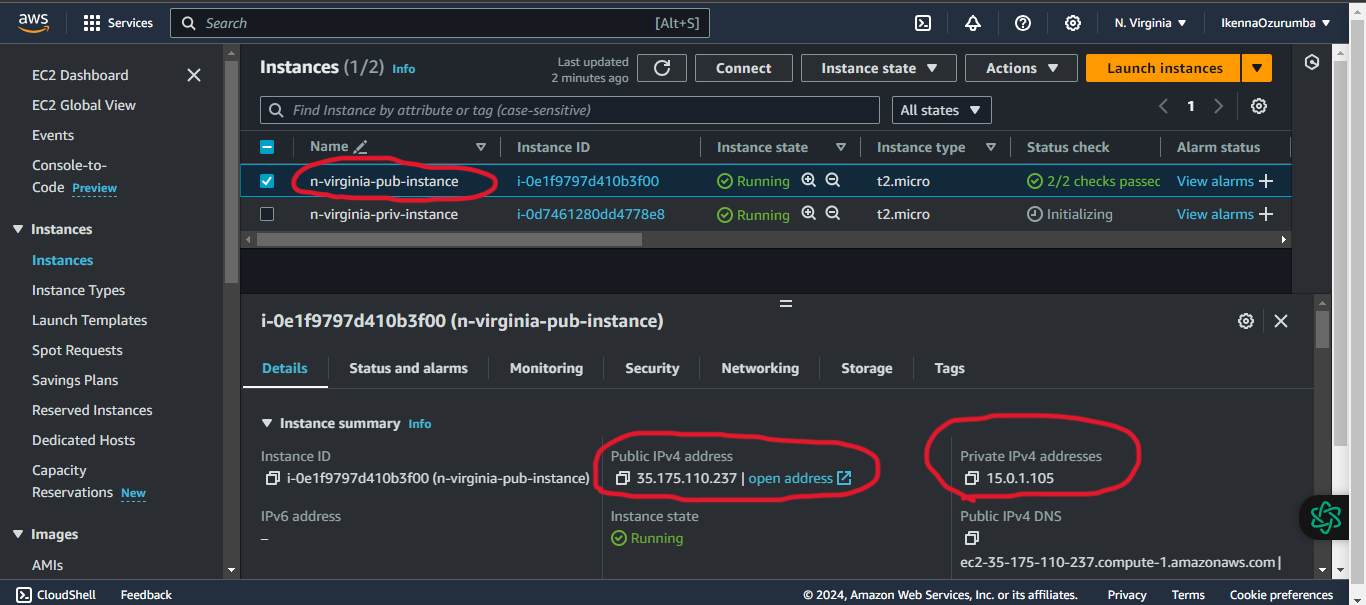 aws
Services
Search [Alt+S]
N. Virginia
IkennaOzurumba
EC2 Dashboard
EC2 Global View
Events
Console-to-
Code Preview
Instances
Instances
Instance Types
Launch Templates
Spot Requests
Savings Plans
Reserved Instances
Dedicated Hosts
Capacity
Reservations New
Images
AMIs
Instances (1/2) Info
Last updated
2 minutes ago
Connect
Instance state
Actions
Launch instances
Find Instance by attribute or tag (case-sensitive)
All states
1
Name Instance ID Instance state Instance type Status check Alarm status
n-virginia-pub-instance i-0e1f9797d410b3f00 Running t2.micro 2/2 checks passec View alarms +
n-virginia-priv-instance i-0d7461280dd4778e8 Running t2.micro Initializing View alarms +
i-0e1f9797d410b3f00 (n-virginia-pub-instance)
Details Status and alarms Monitoring Security Networking Storage Tags
Instance summary Info
Instance ID
i-0e1f9797d410b3f00 (n-virginia-pub-instance)
Public IPv4 address
35.175.110.237 | open address
Private IPv4 addresses
15.0.1.105
IPv6 address
–
Instance state
Running
Public IPv4 DNS
ec2-35-175-110-237.compute-1.amazonaws.com |
CloudShell Feedback © 2024, Amazon Web Services, Inc. or its affiliates. Privacy Terms Cookie preferences